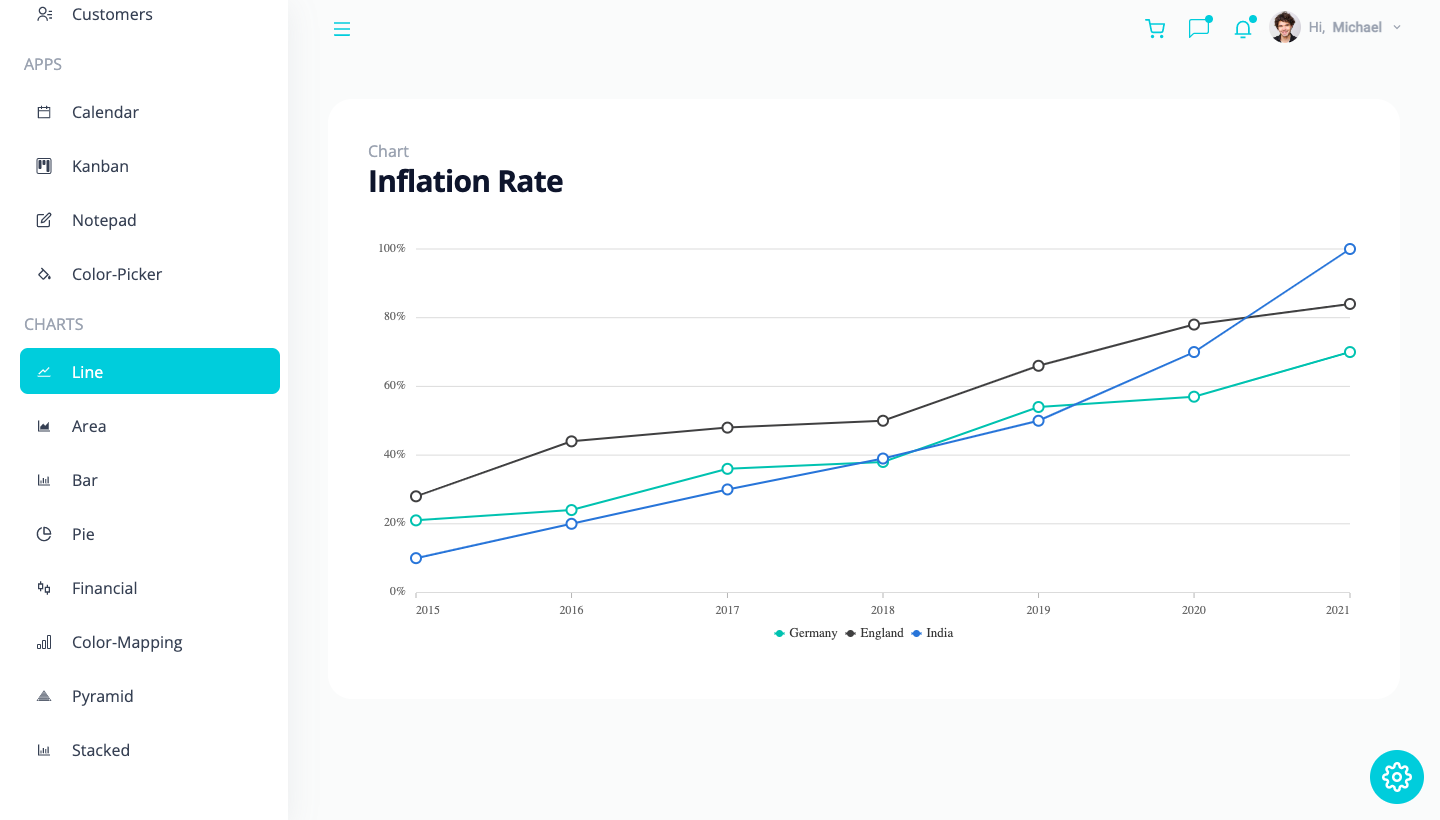 Customers
APPS
Calendar
Kanban
Notepad
Color-Picker
CHARTS
Line
Area
Bar
Pie
Financial
Color-Mapping
Pyramid
Stacked
Hi, Michael
Chart
Inflation Rate
100%
80%
60%
40%
20%
0%
2015 2016 2017 2018 2019 2020 2021
Germany England India